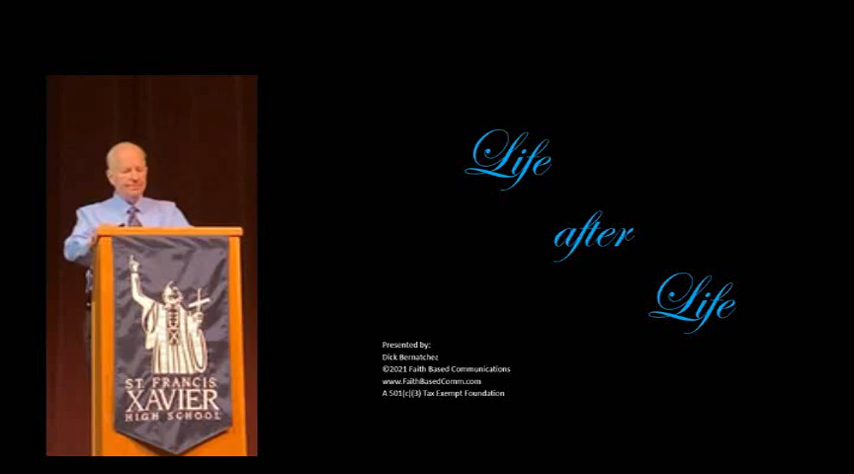 Life
after
Life
Presented by:
Dick Bernatchez
©2021 Faith Based Communications
www.FaithBasedComm.com
A 501(c)(3) Tax Exempt Foundation
ST. FRANCIS
XAVIER
HIGH SCHOOL